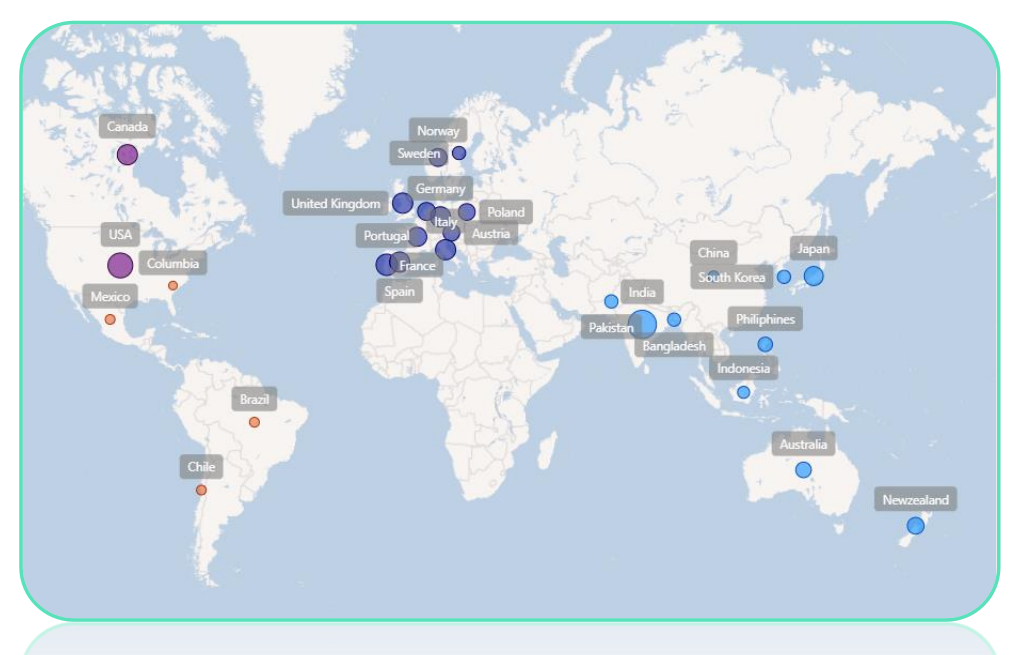 Canada
Norway
Sweden
Germany
United Kingdom
Poland
Italy
USA
Portugal
Austria
China
Japan
Columbia
France
South Korea
Mexico
Spain
India
Pakistan
Philiphines
Bangladesh
Indonesia
Brazil
Australia
Chile
Newzealand